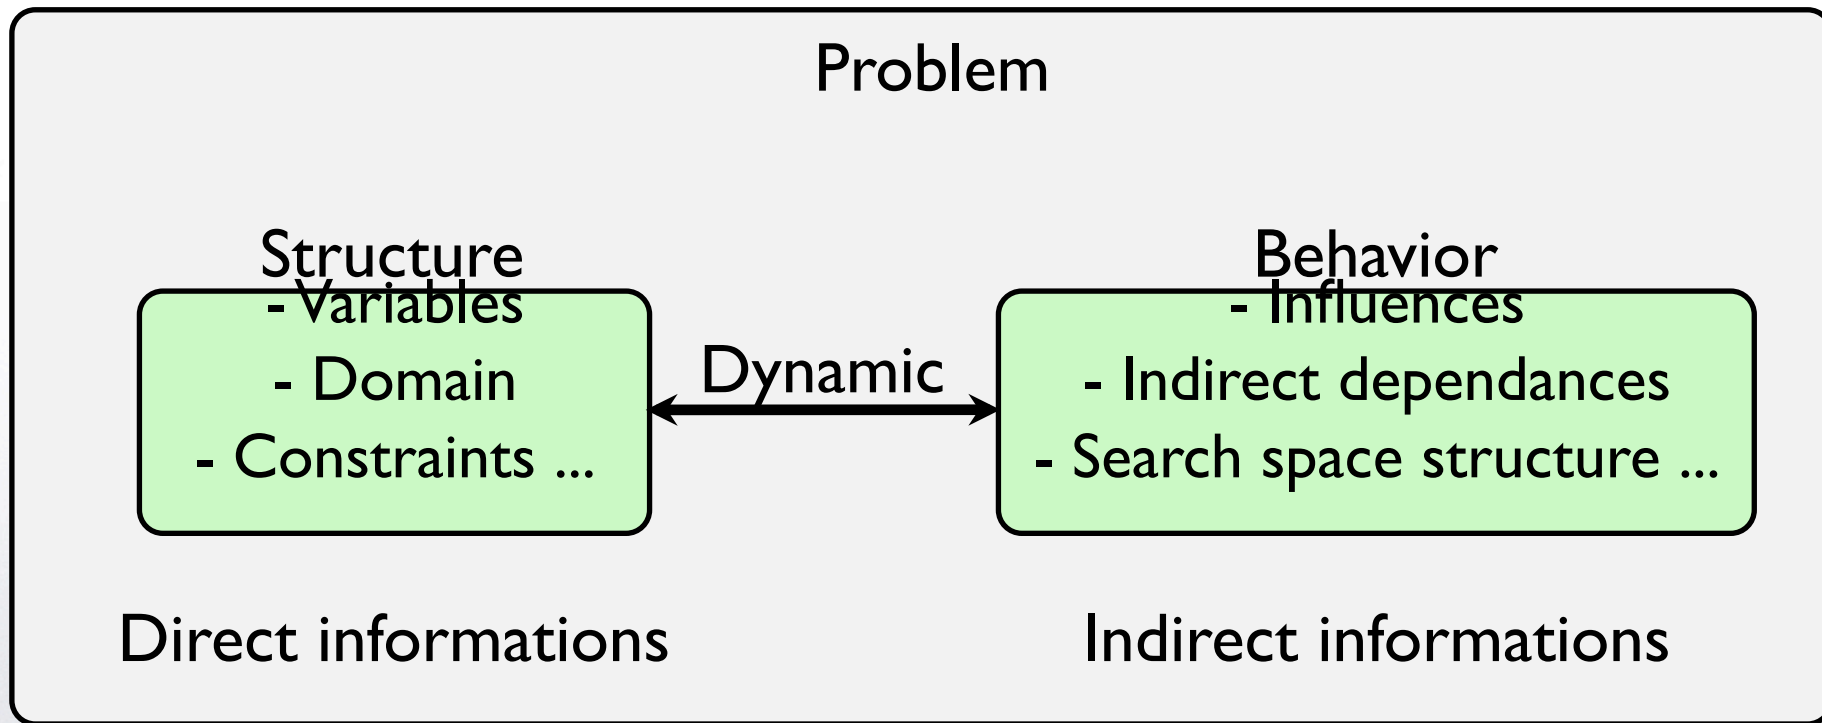 Problem
Structure
- Variables
- Domain
- Constraints ...
Dynamic
Behavior
- Influences
- Indirect dependances
- Search space structure ...
Direct informations
Indirect informations